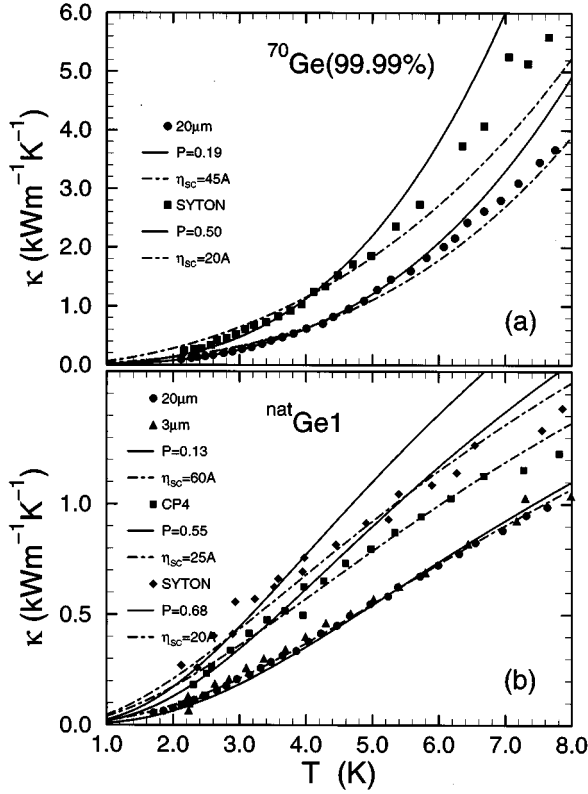 6.0
5.0
4.0
3.0
2.0
1.0
0.0
κ (kWm⁻¹K⁻¹)
⁷⁰Ge(99.99%)
20μm
P=0.19
η_SC=45A
SYTON
P=0.50
η_SC=20A
(a)
1.0
0.5
0.0
κ (kWm⁻¹K⁻¹)
ⁿᵃᵗGe1
20μm
3μm
P=0.13
η_SC=60A
CP4
P=0.55
η_SC=25A
SYTON
P=0.68
η_SC=20A
(b)
1.0 2.0 3.0 4.0 5.0 6.0 7.0 8.0
T (K)